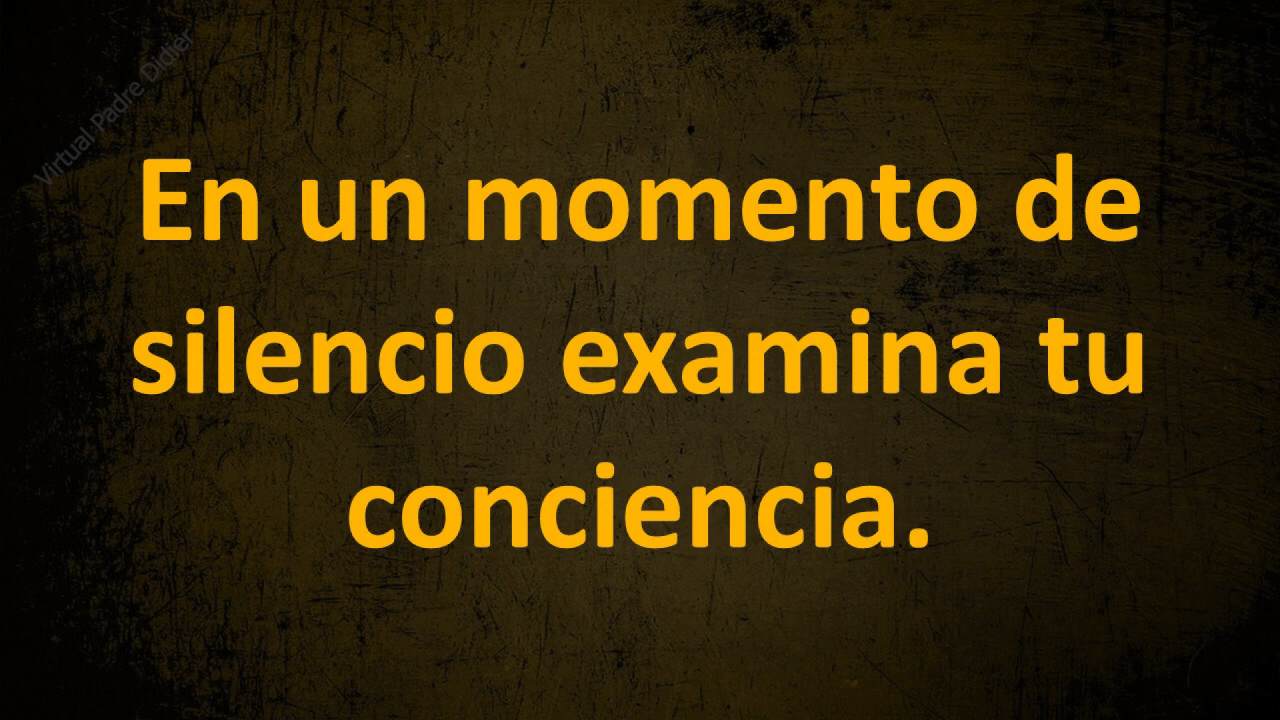 Virtual Padre Didier
En un momento de
silencio examina tu
conciencia.